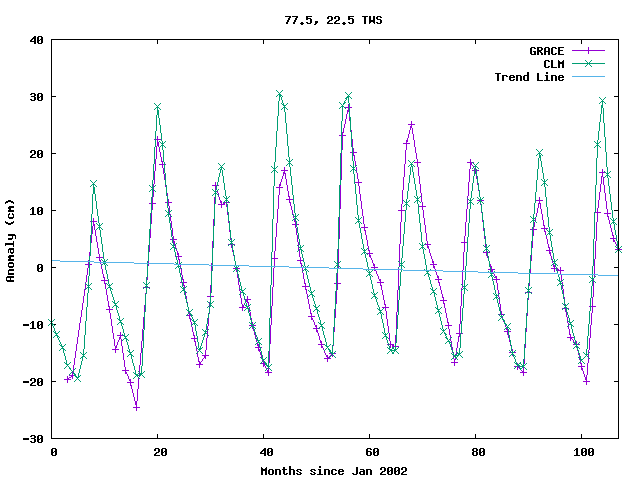 77.5, 22.5 TWS
GRACE
CLM
Trend Line
40
30
20
10
0
-10
-20
-30
Anomaly (cm)
0 20 40 60 80 100
Months since Jan 2002